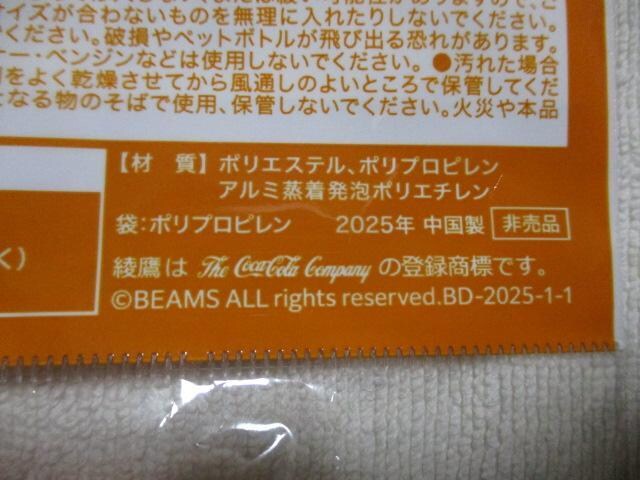 イズが合わないものを無理に入れたりしないでください。
ください。破損やペットボトルが飛び出る恐れがあります。
ナー・ベンジンなどは使用しないでください。●汚れた場合
をよく乾燥させてから風通しのよいところで保管してくだ
なる物のそばで使用、保管しないでください。火災や本品
【材 質】ポリエステル、ポリプロピレン
アルミ蒸着発泡ポリエチレン
袋:ポリプロピレン 2025年 中国製 非売品
く)
綾鷹は The Coca-Cola Company の登録商標です。
©BEAMS ALL rights reserved.BD-2025-1-1